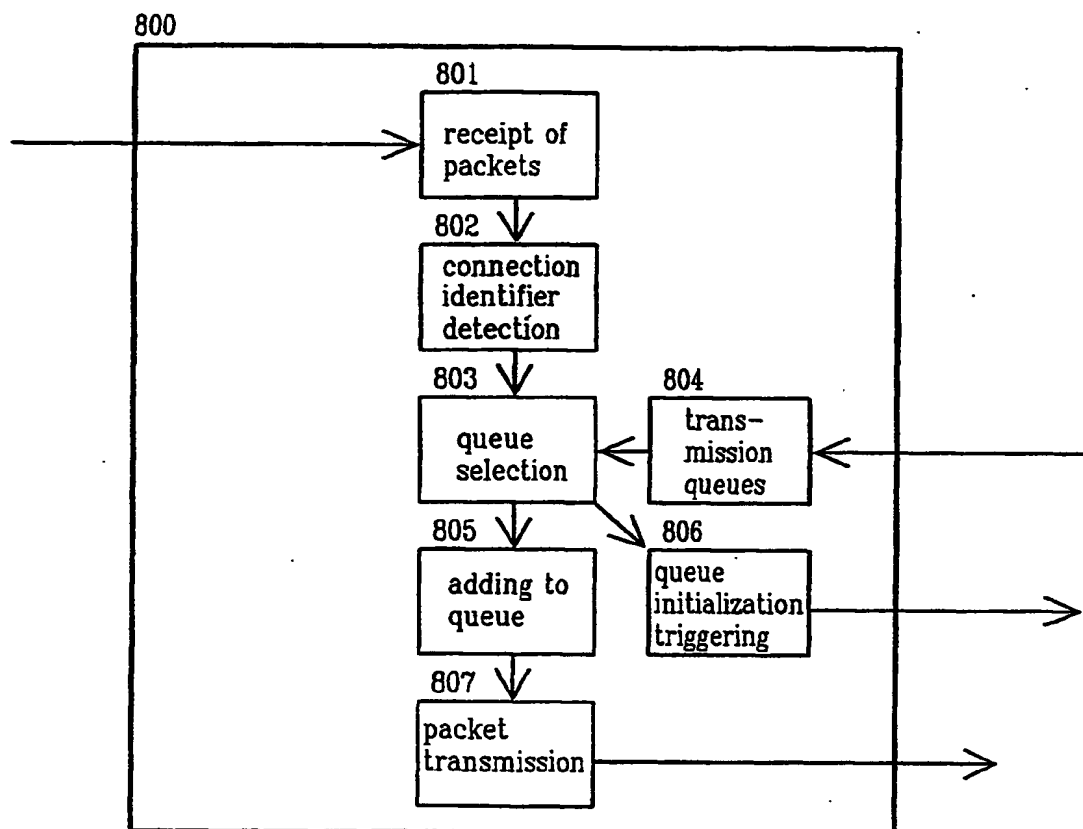 800
801
receipt of
packets
802
connection
identifier
detection
803
queue
selection
804
trans-
mission
queues
805
adding to
queue
806
queue
initialization
triggering
807
packet
transmission